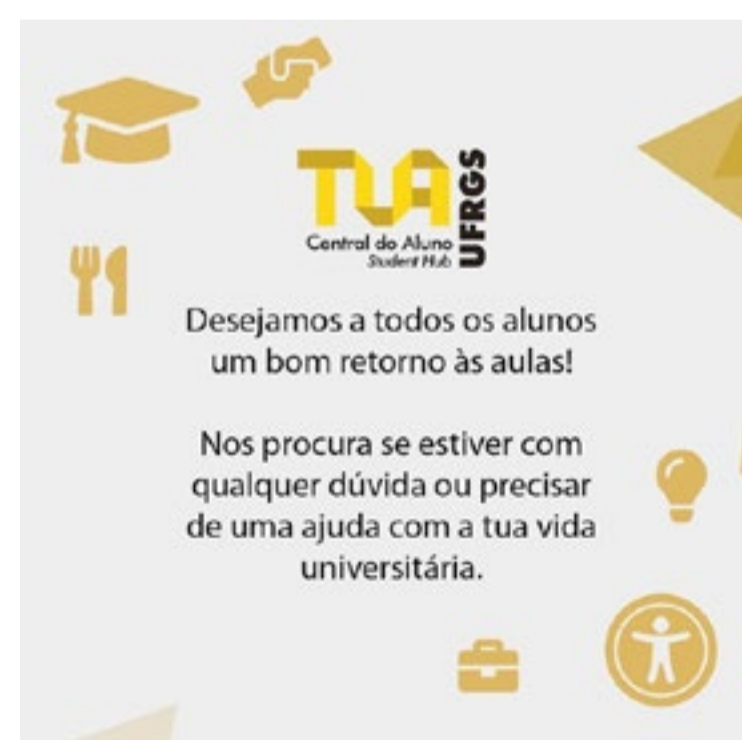 TUA
UFRGS
Central do Aluno
Student Hub
Desejamos a todos os alunos
um bom retorno às aulas!
Nos procura se estiver com
qualquer dúvida ou precisar
de uma ajuda com a tua vida
universitária.